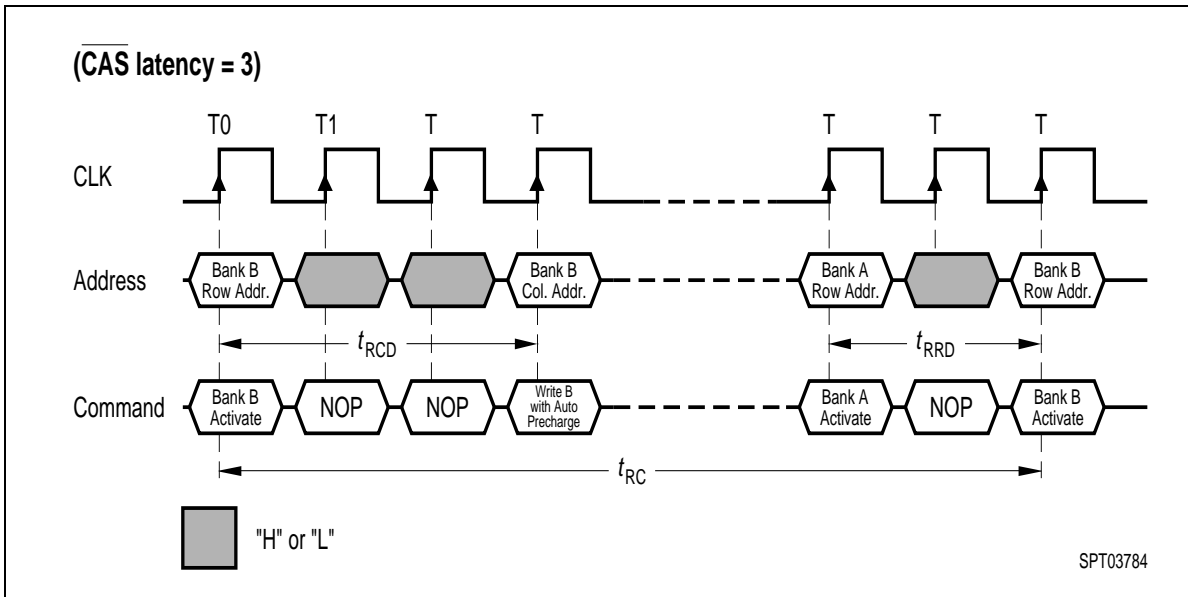 (CAS latency = 3)
T0 T1 T T T T T
CLK
Address
Bank B
Row Addr.
Bank B
Col. Addr.
Bank A
Row Addr.
Bank B
Row Addr.
tRCD
tRRD
Command
Bank B
Activate
NOP
NOP
Write B
with Auto
Precharge
Bank A
Activate
NOP
Bank B
Activate
tRC
"H" or "L"
SPT03784